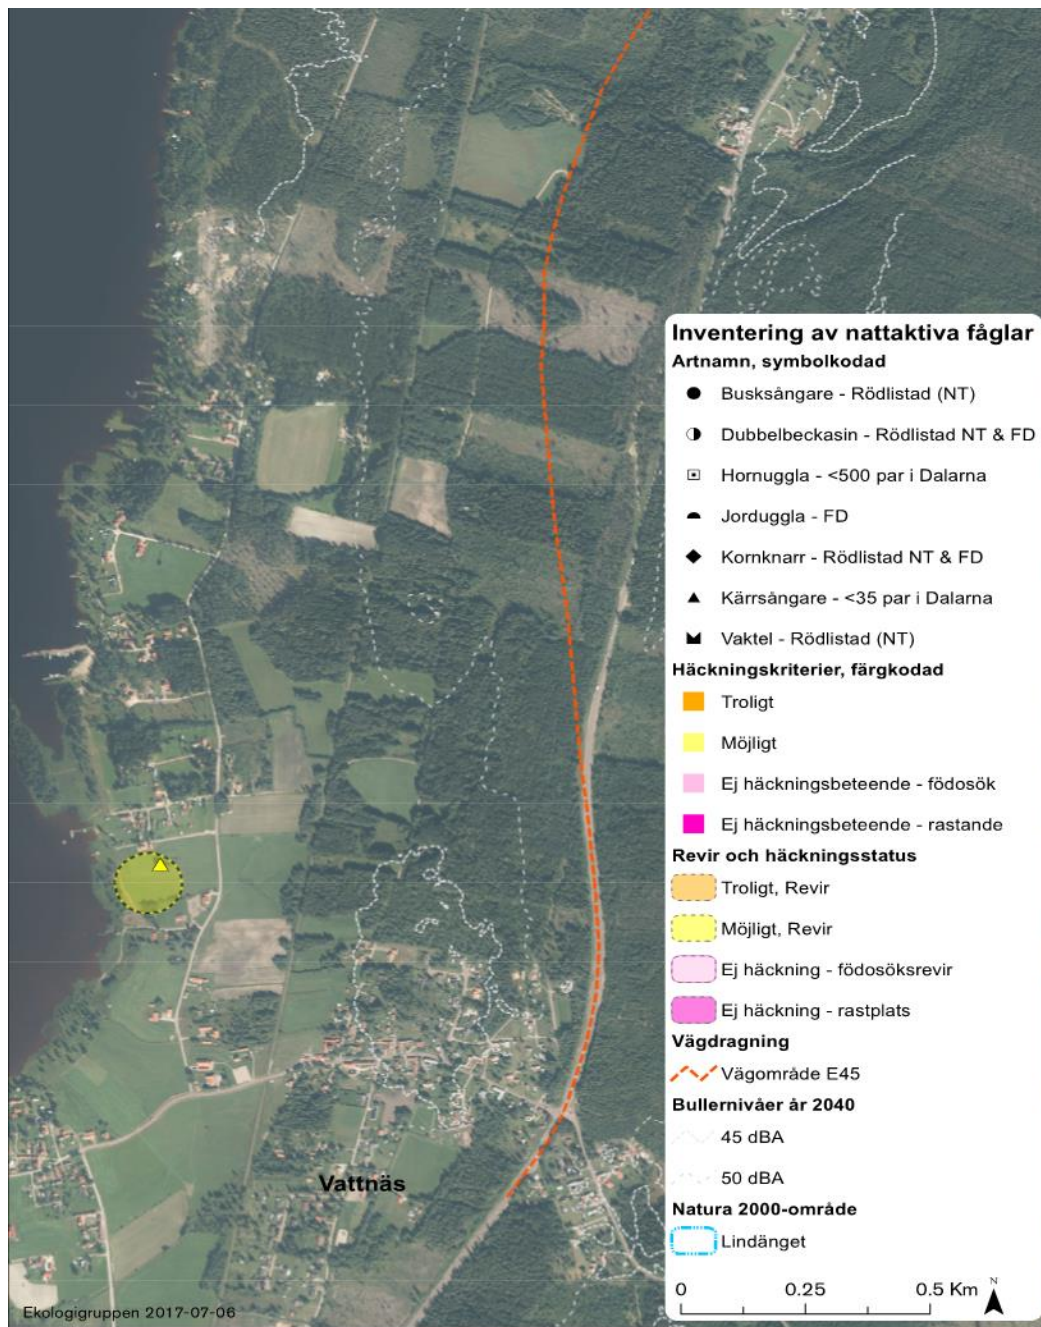 Inventering av nattaktiva fåglar
Artnamn, symbolkodad
Busksångare - Rödlistad (NT)
Dubbelbeckasin - Rödlistad NT & FD
Hornuggla - <500 par i Dalarna
Jorduggla - FD
Kornknarr - Rödlistad NT & FD
Kärrsångare - <35 par i Dalarna
Vaktel - Rödlistad (NT)
Häckningskriterier, färgkodad
Troligt
Möjligt
Ej häckningsbeteende - födosök
Ej häckningsbeteende - rastande
Revir och häckningsstatus
Troligt, Revir
Möjligt, Revir
Ej häckning - födosöksrevir
Ej häckning - rastplats
Vägdragning
Vägområde E45
Bullernivåer år 2040
45 dBA
50 dBA
Natura 2000-område
Lindänget
0 0.25 0.5 Km N
Vattnäs
Ekologigruppen 2017-07-06